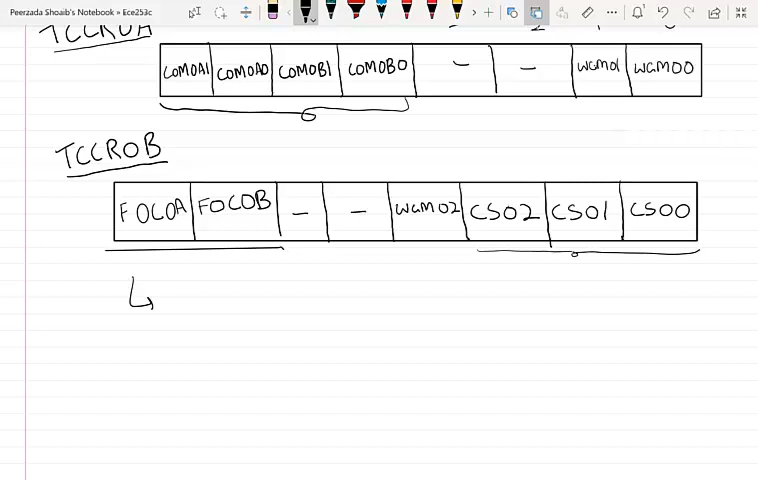 Peerzada Shoaib's Notebook » Ece253c
TCCR0A
COM0A1 COM0A0 COM0B1 COM0B0 - - WGM01 WGM00
TCCR0B
FOC0A FOC0B - - WGM02 CS02 CS01 CS00